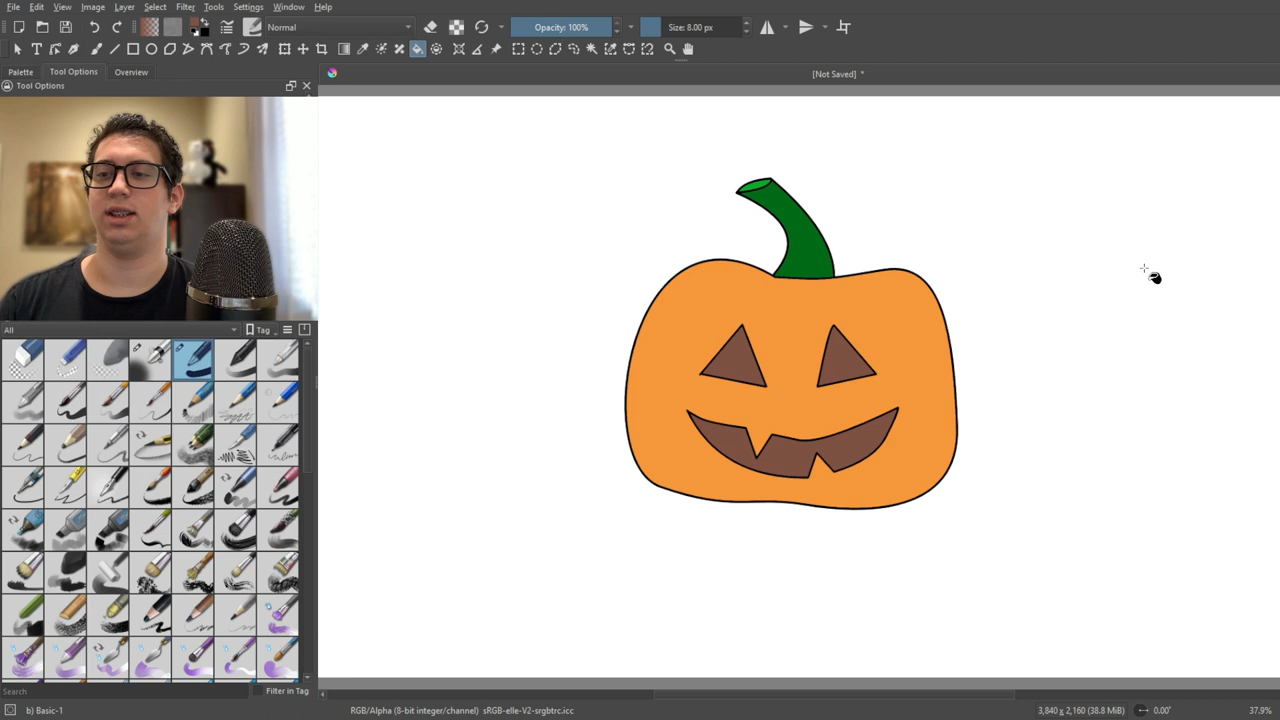 File Edit View Image Layer Select Filter Tools Settings Window Help
Normal
Opacity: 100%
Size: 8.00 px
Palette Tool Options Overview
[Not Saved] *
Tool Options
All
Tag
Search
Filter in Tag
b) Basic-1
RGB/Alpha (8-bit integer/channel) sRGB-elle-V2-srgbtrc.icc
3,840 x 2,160 (38.8 MiB)
0.00°
37.9%